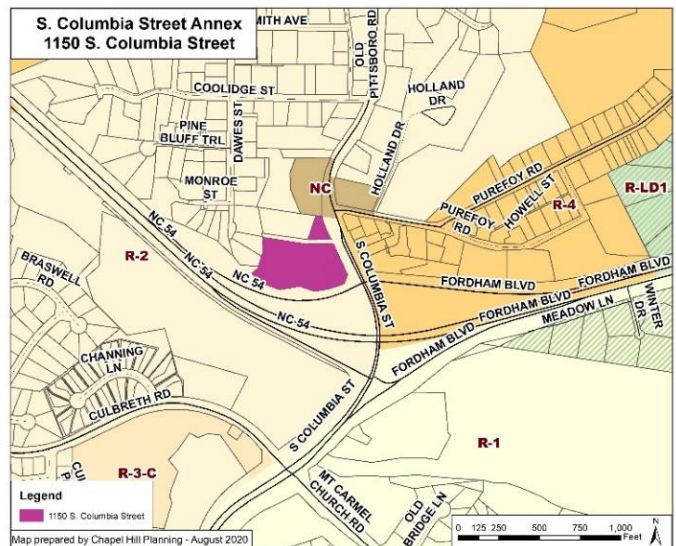 S. Columbia Street Annex
1150 S. Columbia Street
MITH AVE
OLD
PITTSBORO RD
COOLIDGE ST
HOLLAND
DR
PINE
BLUFF TRL
DAWES ST
HOLLAND DR
MONROE
ST
NC
PUREFOY RD
HOWELL ST
R-LD1
PUREFOY
RD
R-4
NC 54
R-2
S COLUMBIA ST
BRASWELL
RD
NC 54
NC 54
FORDHAM BLVD
FORDHAM BLVD
FORDHAM BLVD
NC 54
MEADOW LN
WINTER
DR
FORDHAM BLVD
CHANNING
LN
CULBRETH RD
S COLUMBIA ST
R-1
R-3-C
MT CARMEL
CHURCH RD
OLD
BRIDGE LN
Legend
1150 S. Columbia Street
0 125 250 500 750 1,000
Feet
N
Map prepared by Chapel Hill Planning - August 2020